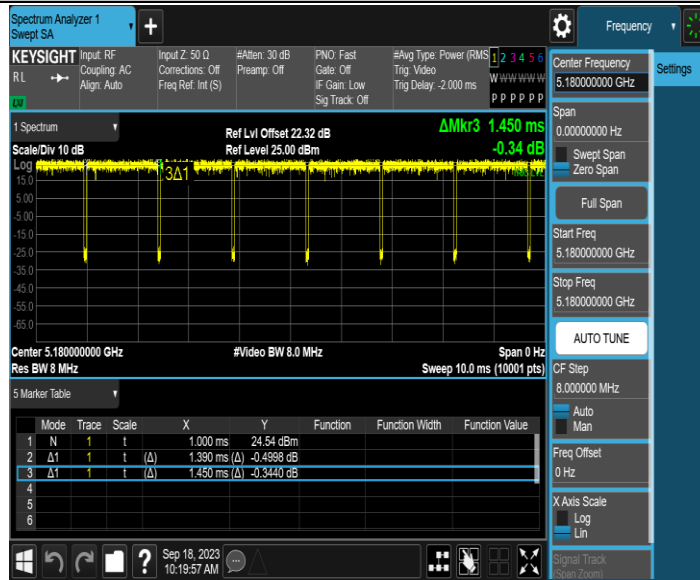 Spectrum Analyzer 1
Swept SA
+
Frequency
KEYSIGHT
RL
LXI
Input: RF
Coupling: AC
Align: Auto
Input Z: 50 Ω
Corrections: Off
Freq Ref: Int (S)
#Atten: 30 dB
Preamp: Off
PNO: Fast
Gate: Off
IF Gain: Low
Sig Track: Off
#Avg Type: Power (RMS
Trig: Video
Trig Delay: -2.000 ms
1 2 3 4 5 6
W W W W W W
P P P P P P
Center Frequency
5.180000000 GHz
Settings
Span
0.00000000 Hz
Swept Span
Zero Span
Full Span
Start Freq
5.180000000 GHz
Stop Freq
5.180000000 GHz
AUTO TUNE
CF Step
8.000000 MHz
Auto
Man
Freq Offset
0 Hz
X Axis Scale
Log
Lin
Signal Track
(Span Zoom)
1 Spectrum
Scale/Div 10 dB
Ref Lvl Offset 22.32 dB
Ref Level 25.00 dBm
ΔMkr3 1.450 ms
-0.34 dB
Log
3Δ1
15.0
5.00
-5.00
-15.0
-25.0
-35.0
-45.0
-55.0
-65.0
Center 5.180000000 GHz
#Video BW 8.0 MHz
Span 0 Hz
Res BW 8 MHz
Sweep 10.0 ms (10001 pts)
5 Marker Table
Mode Trace Scale X Y Function Function Width Function Value
1 N 1 t 1.000 ms 24.54 dBm
2 Δ1 1 t (Δ) 1.390 ms (Δ) -0.4998 dB
3 Δ1 1 t (Δ) 1.450 ms (Δ) -0.3440 dB
4
5
6
?
Sep 18, 2023
10:19:57 AM